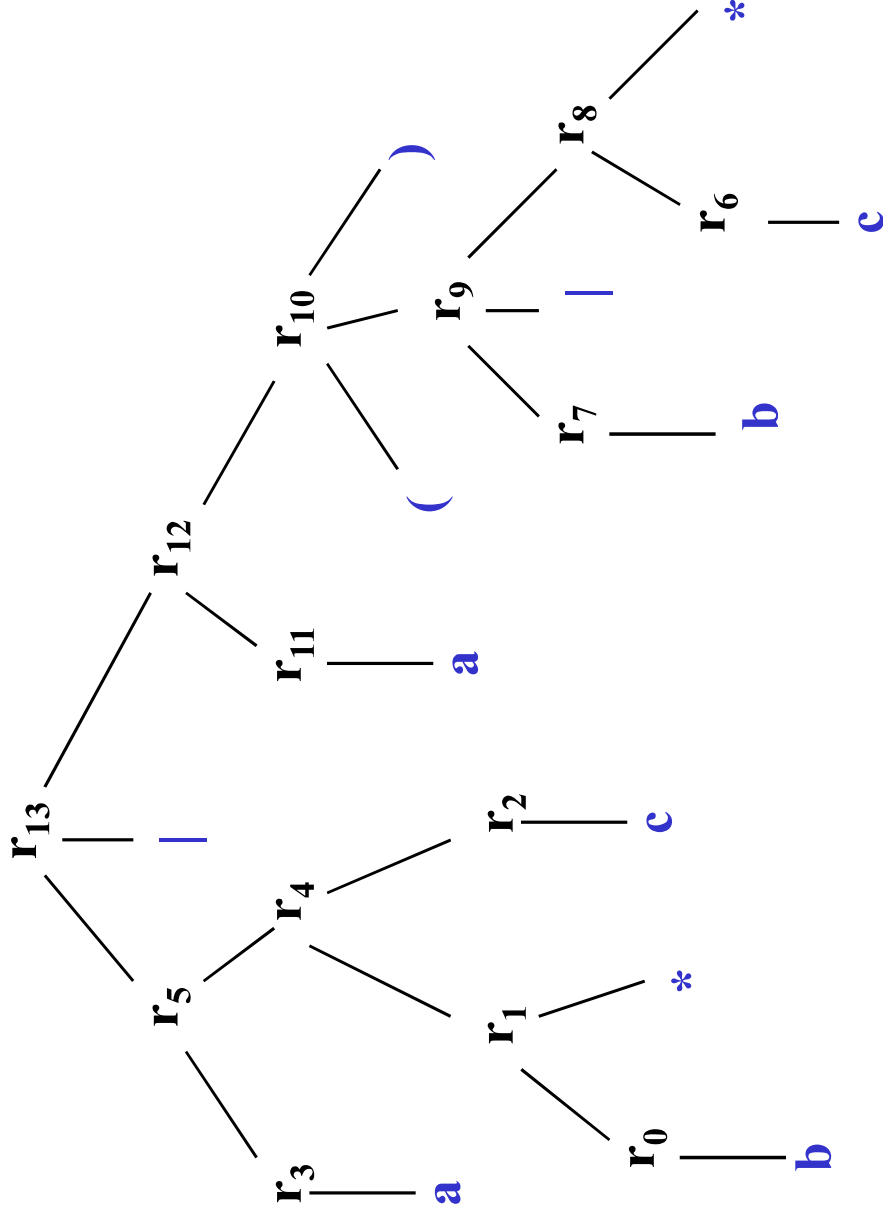 r₁₃
r₅ | r₁₂
r₃ r₄ r₁₁ r₁₀
a a ( r₉ )
r₁ r₂ r₇ | r₈
r₀ * c r₆ *
b b c